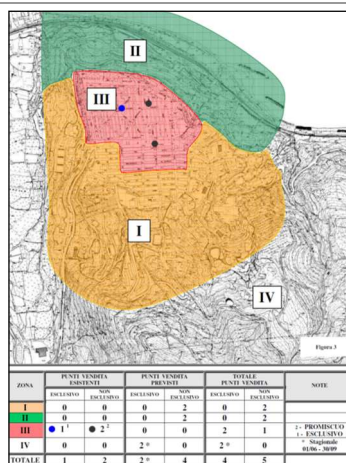 II
III
I
IV
Figura 3
ZONA
PUNTI VENDITA ESISTENTI
PUNTI VENDITA PREVISTI
TOTALE PUNTI VENDITA
NOTE
ESCLUSIVO NON ESCLUSIVO ESCLUSIVO NON ESCLUSIVO ESCLUSIVO NON ESCLUSIVO
I 0 0 0 2 0 2
II 0 0 0 2 0 2
III 1 ¹ 2 ² 0 0 2 1
IV 0 0 2 * 0 2 * 0
TOTALE 1 2 2 * 4 4 5
2 - PROMISCUO
1 - ESCLUSIVO
* Stagionale
01/06 - 30/09